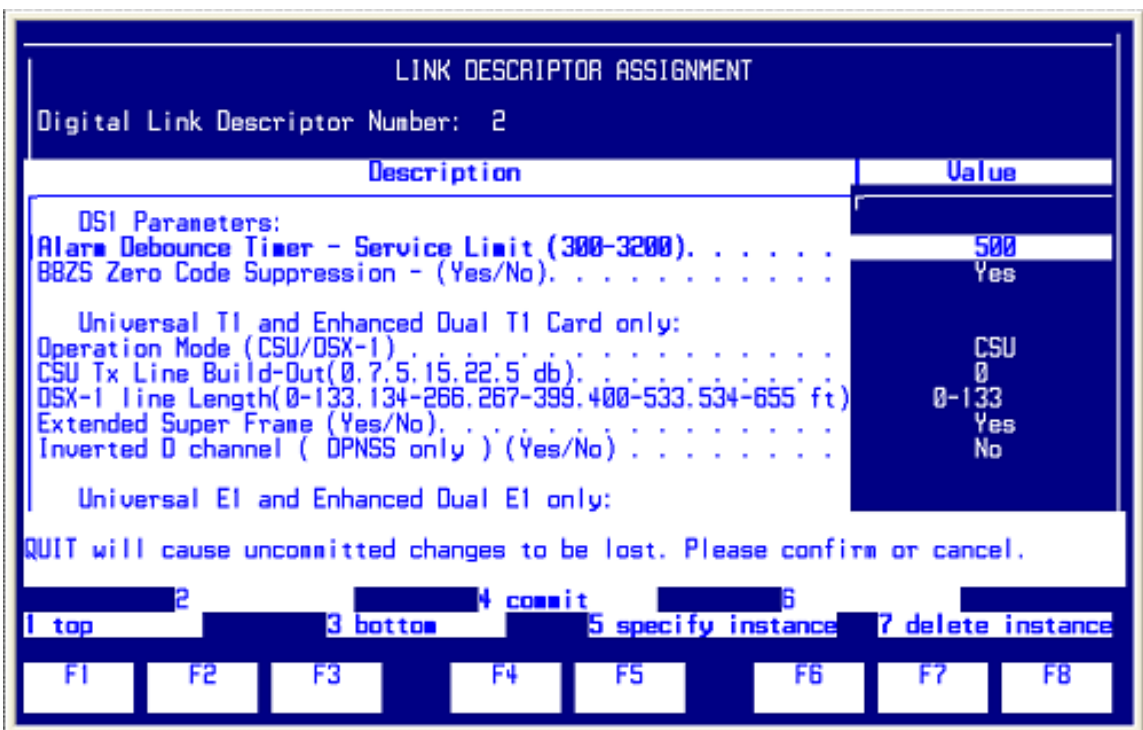 LINK DESCRIPTOR ASSIGNMENT
Digital Link Descriptor Number: 2
Description Value
DS1 Parameters:
Alarm Debounce Timer - Service Limit (300-3200). . . . . . 500
B8ZS Zero Code Suppression - (Yes/No). . . . . . . . . . . Yes
Universal T1 and Enhanced Dual T1 Card only:
Operation Mode (CSU/DSX-1) . . . . . . . . . . . . . . . . CSU
CSU Tx Line Build-Out(0.7.5.15.22.5 db). . . . . . . . . . 0
DSX-1 line Length(0-133.134-266.267-399.400-533.534-655 ft) 0-133
Extended Super Frame (Yes/No). . . . . . . . . . . . . . . Yes
Inverted D channel ( DPNSS only ) (Yes/No) . . . . . . . . No
Universal E1 and Enhanced Dual E1 only:
QUIT will cause uncommitted changes to be lost. Please confirm or cancel.
2 4 commit 6
1 top 3 bottom 5 specify instance 7 delete instance
F1 F2 F3 F4 F5 F6 F7 F8